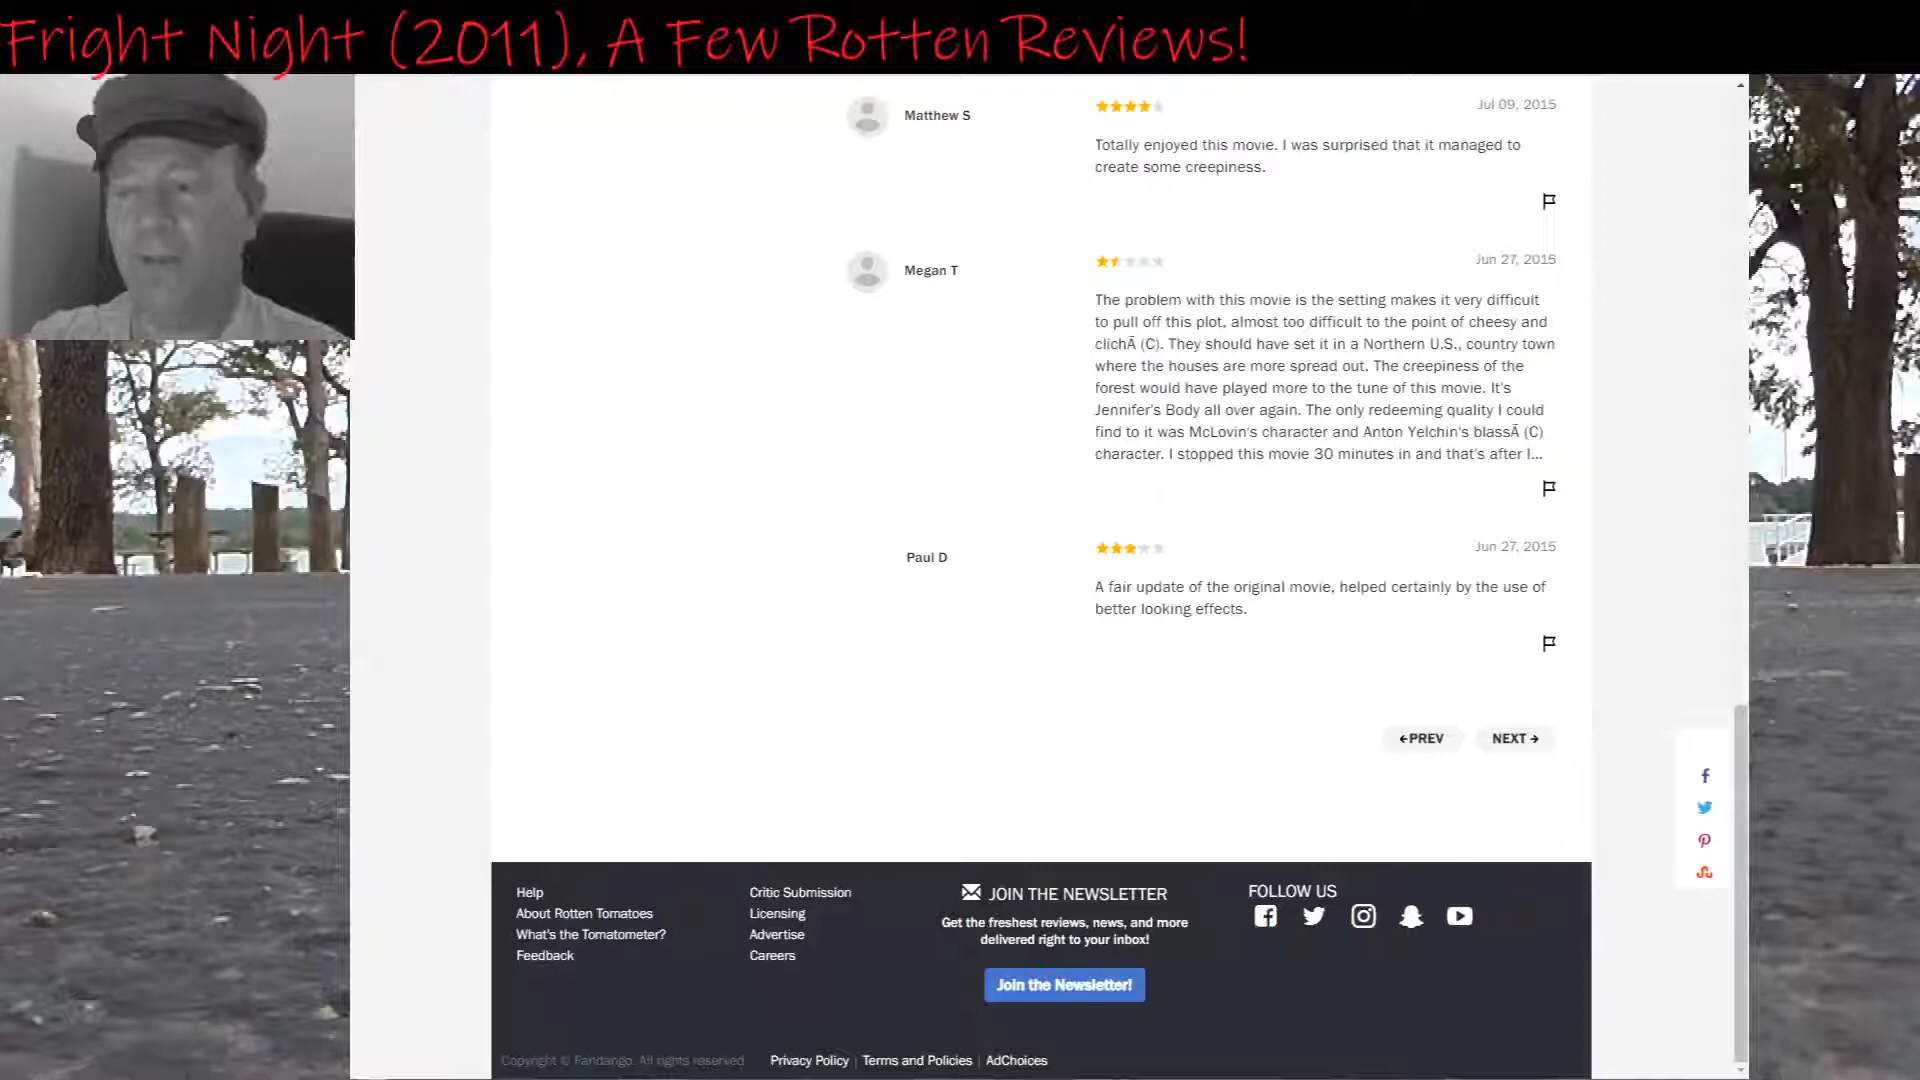 Fright Night (2011), A Few Rotten Reviews!
Matthew S
Jul 09, 2015
Totally enjoyed this movie. I was surprised that it managed to
create some creepiness.
Megan T
Jun 27, 2015
The problem with this movie is the setting makes it very difficult
to pull off this plot, almost too difficult to the point of cheesy and
clichÃ (C). They should have set it in a Northern U.S., country town
where the houses are more spread out. The creepiness of the
forest would have played more to the tune of this movie. It's
Jennifer's Body all over again. The only redeeming quality I could
find to it was McLovin's character and Anton Yelchin's blassÃ (C)
character. I stopped this movie 30 minutes in and that's after I...
Paul D
Jun 27, 2015
A fair update of the original movie, helped certainly by the use of
better looking effects.
PREV
NEXT
Help
About Rotten Tomatoes
What's the Tomatometer?
Feedback
Critic Submission
Licensing
Advertise
Careers
JOIN THE NEWSLETTER
Get the freshest reviews, news, and more
delivered right to your inbox!
Join the Newsletter!
FOLLOW US
Copyright © Fandango. All rights reserved
Privacy Policy | Terms and Policies | AdChoices